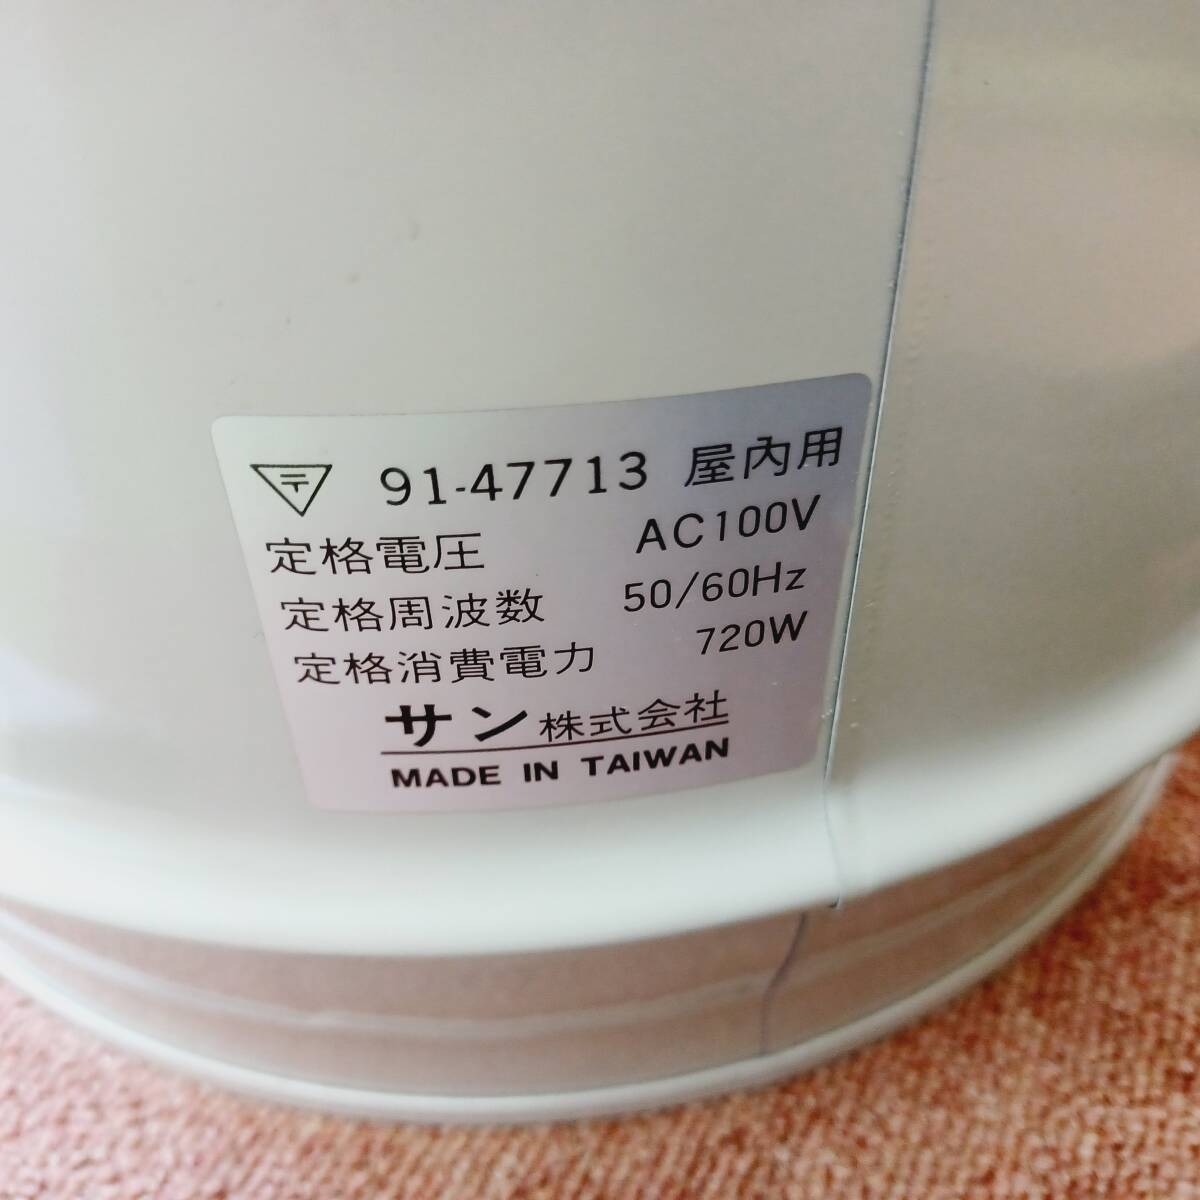 〒 91-47713 屋內用
定格電圧 AC100V
定格周波数 50/60Hz
定格消費電力 720W
サン株式会社
MADE IN TAIWAN